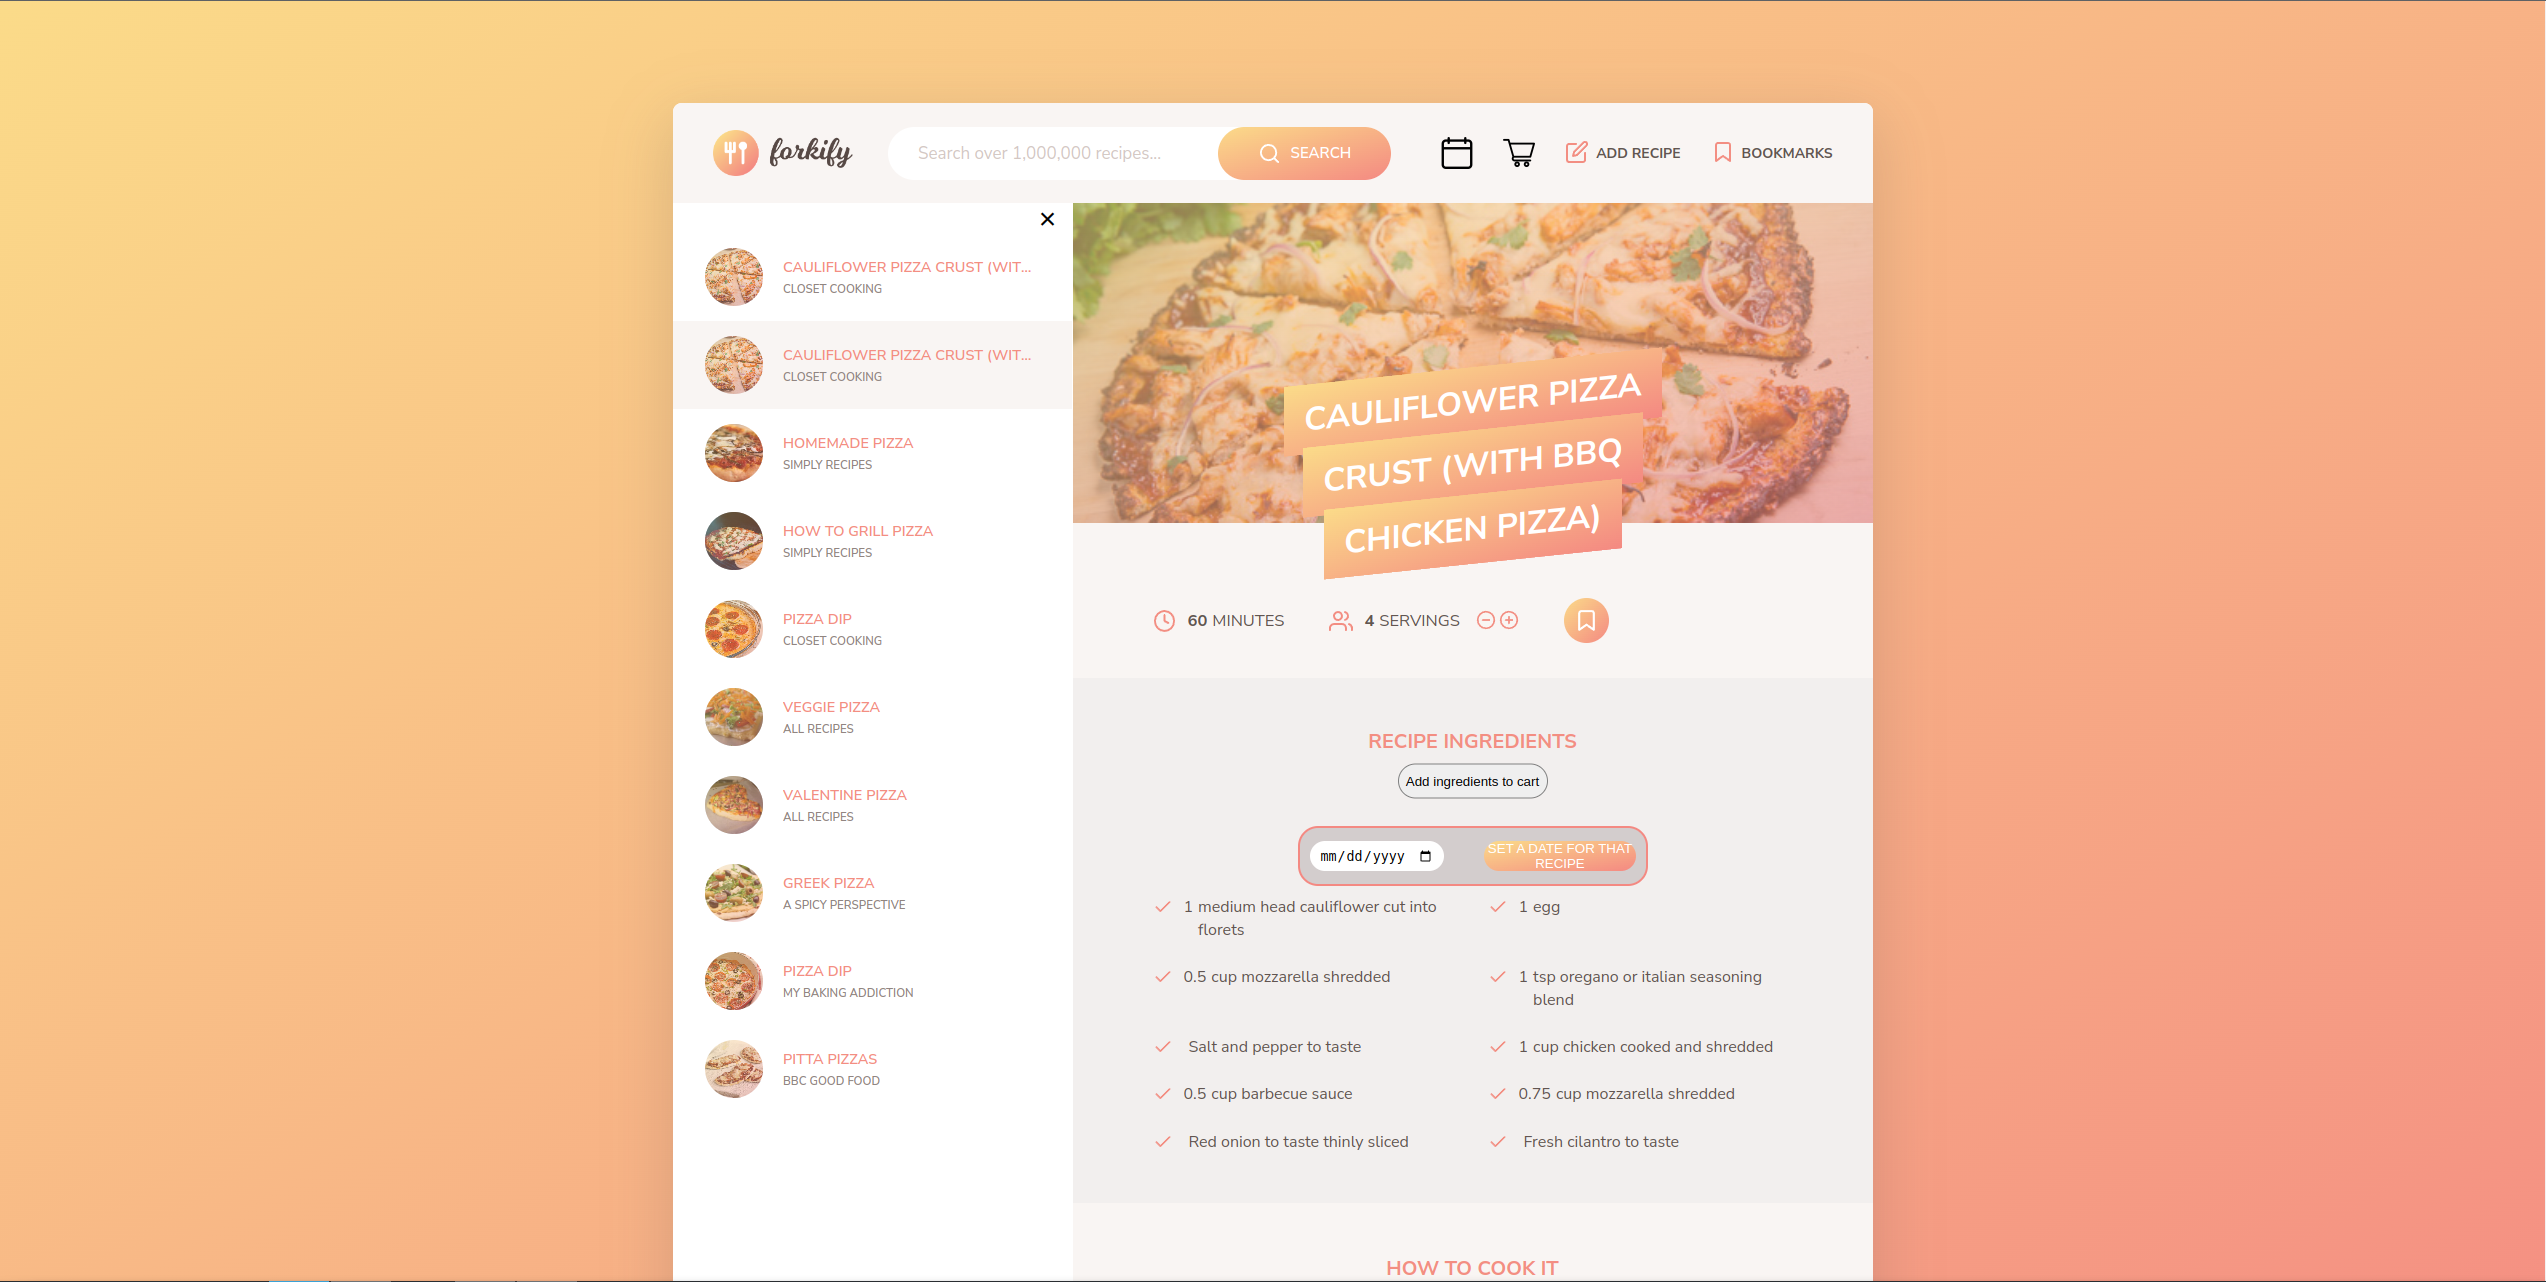 forkify
Search over 1,000,000 recipes...
SEARCH
ADD RECIPE
BOOKMARKS
CAULIFLOWER PIZZA CRUST (WIT...
CLOSET COOKING
CAULIFLOWER PIZZA CRUST (WIT...
CLOSET COOKING
HOMEMADE PIZZA
SIMPLY RECIPES
HOW TO GRILL PIZZA
SIMPLY RECIPES
PIZZA DIP
CLOSET COOKING
VEGGIE PIZZA
ALL RECIPES
VALENTINE PIZZA
ALL RECIPES
GREEK PIZZA
A SPICY PERSPECTIVE
PIZZA DIP
MY BAKING ADDICTION
PITTA PIZZAS
BBC GOOD FOOD
CAULIFLOWER PIZZA
CRUST (WITH BBQ
CHICKEN PIZZA)
60 MINUTES
4 SERVINGS
RECIPE INGREDIENTS
Add ingredients to cart
mm/dd/yyyy
SET A DATE FOR THAT
RECIPE
1 medium head cauliflower cut into
florets
1 egg
0.5 cup mozzarella shredded
1 tsp oregano or italian seasoning
blend
Salt and pepper to taste
1 cup chicken cooked and shredded
0.5 cup barbecue sauce
0.75 cup mozzarella shredded
Red onion to taste thinly sliced
Fresh cilantro to taste
HOW TO COOK IT